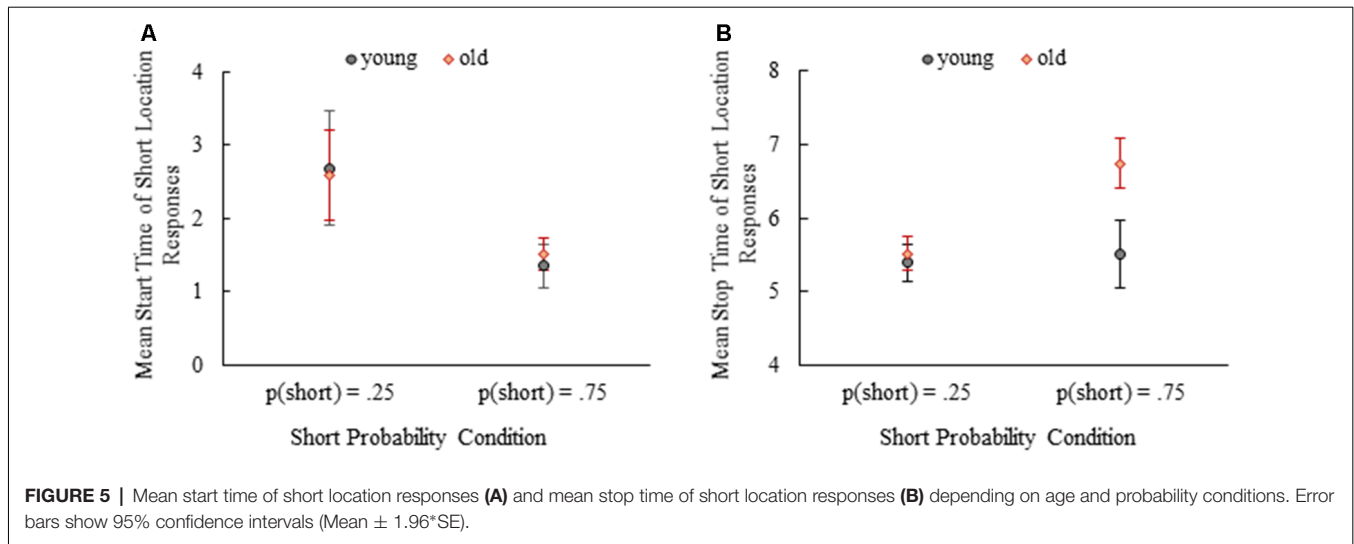 A
young old
Mean Start Time of Short Location
Responses
4
3
2
1
0
p(short) = .25 p(short) = .75
Short Probability Condition
B
young old
Mean Stop Time of Short Location
Responses
8
7
6
5
4
p(short) = .25 p(short) = .75
Short Probability Condition
FIGURE 5 | Mean start time of short location responses (A) and mean stop time of short location responses (B) depending on age and probability conditions. Error
bars show 95% confidence intervals (Mean ± 1.96*SE).